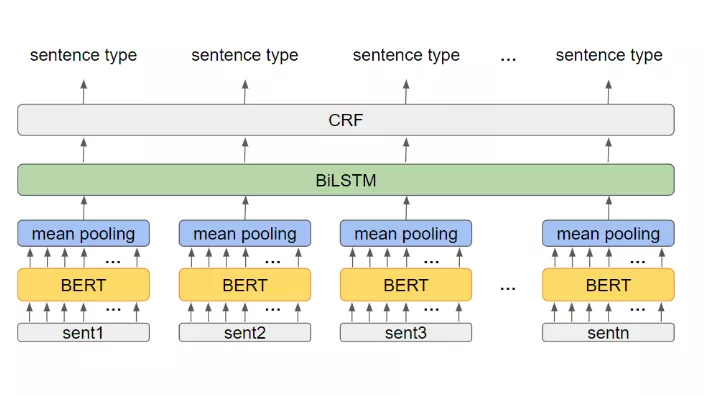 sentence type sentence type sentence type ... sentence type
CRF
BiLSTM
mean pooling mean pooling mean pooling mean pooling
... ... ... ...
BERT BERT BERT ... BERT
... ... ... ...
sent1 sent2 sent3 sentn